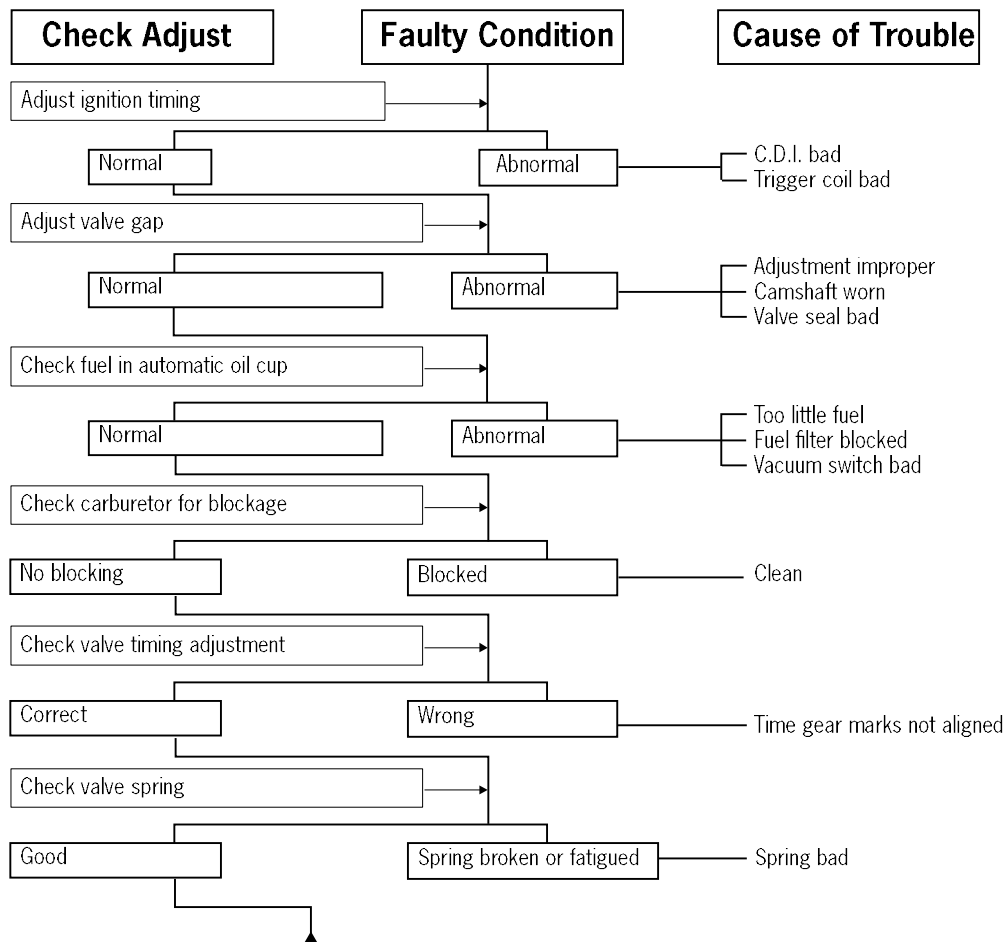 Check Adjust
Faulty Condition
Cause of Trouble
Adjust ignition timing
Normal
Abnormal
C.D.I. bad
Trigger coil bad
Adjust valve gap
Normal
Abnormal
Adjustment improper
Camshaft worn
Valve seal bad
Check fuel in automatic oil cup
Normal
Abnormal
Too little fuel
Fuel filter blocked
Vacuum switch bad
Check carburetor for blockage
No blocking
Blocked
Clean
Check valve timing adjustment
Correct
Wrong
Time gear marks not aligned
Check valve spring
Good
Spring broken or fatigued
Spring bad